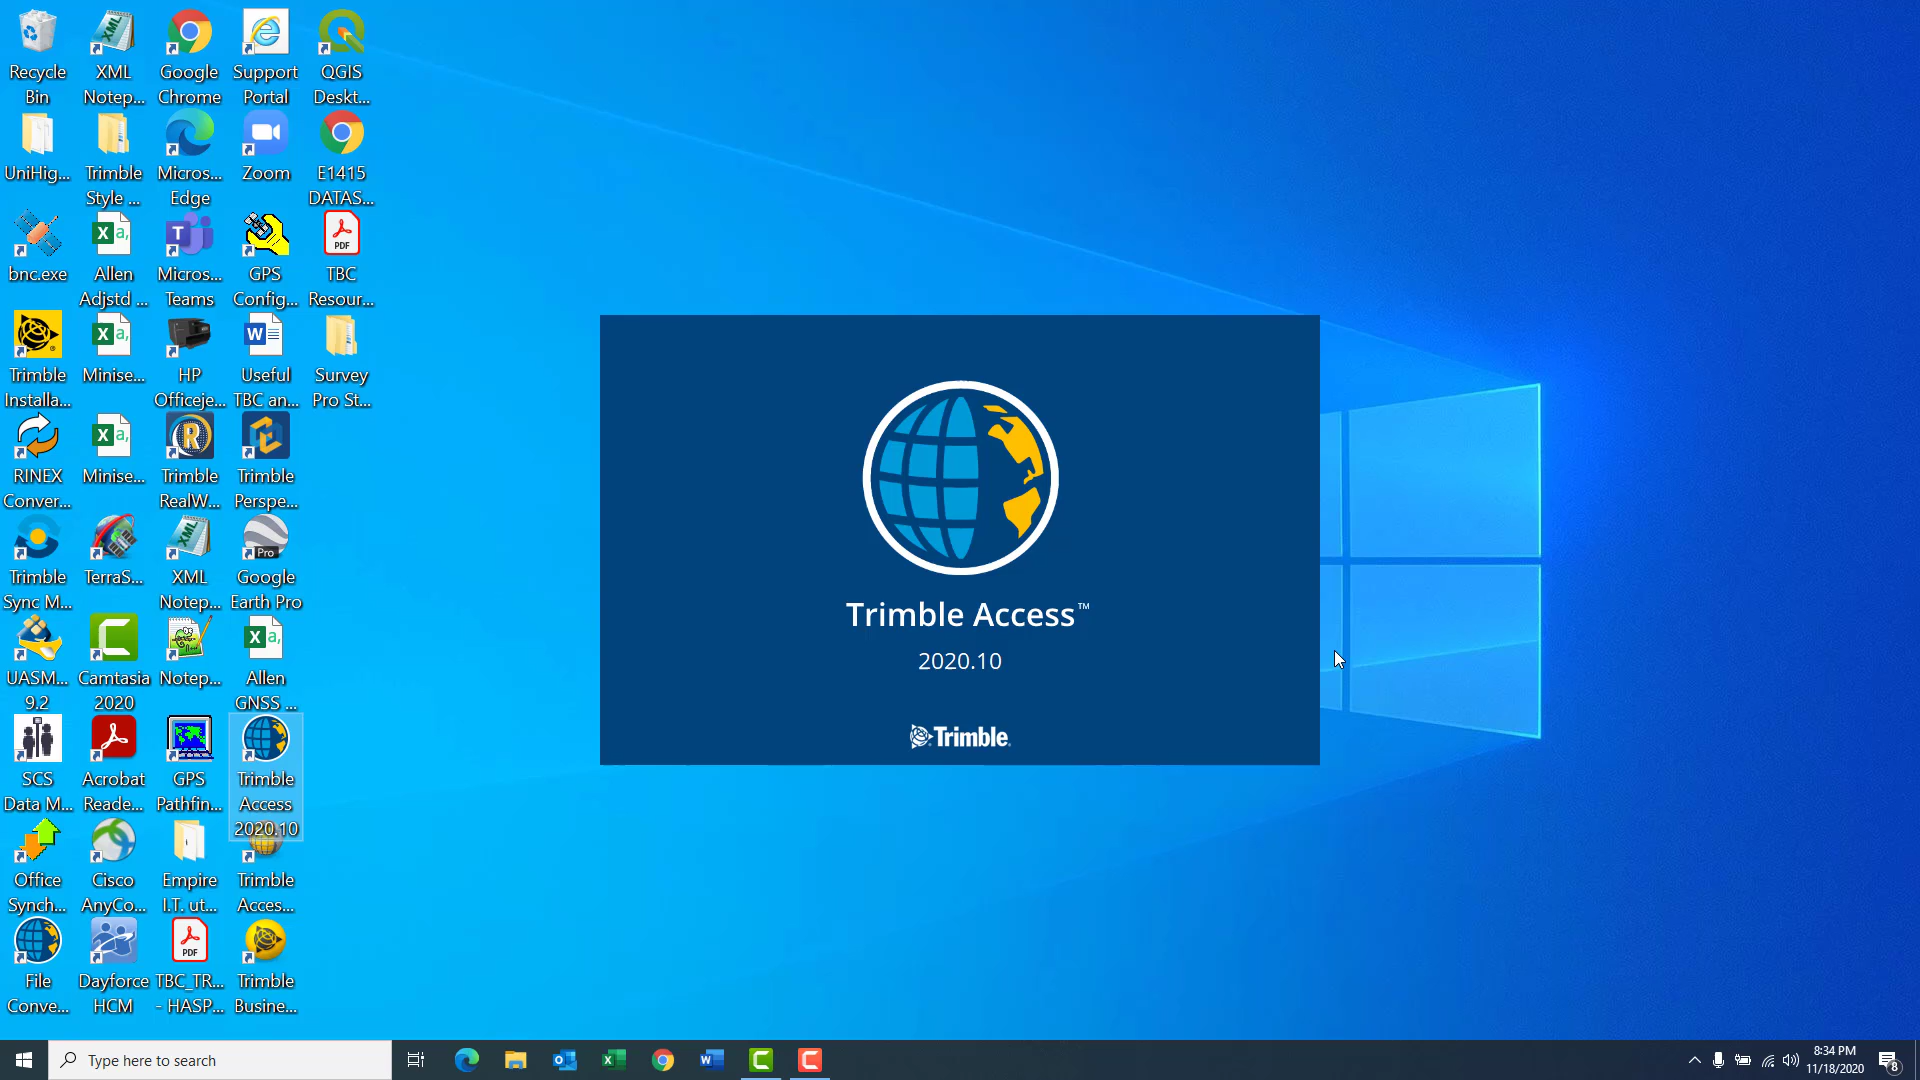 Recycle
Bin
XML
Notep...
Google
Chrome
Support
Portal
QGIS
Deskt...
UniHig...
Trimble
Style ...
Micros...
Edge
Zoom
E1415
DATAS...
bnc.exe
Allen
Adjstd ...
Micros...
Teams
GPS
Config...
PDF
TBC
Resour...
Trimble
Installa...
Minise...
HP
Officeje...
Useful
TBC an...
Survey
Pro St...
RINEX
Conver...
Minise...
Trimble
RealW...
Trimble
Perspe...
Trimble
Sync M...
TerraS...
XML
Notep...
Pro
Google
Earth Pro
UASM...
9.2
Camtasia
2020
Notep...
Allen
GNSS ...
SCS
Data M...
Acrobat
Reade...
GPS
Pathfin...
Trimble
Access
2020.10
Office
Synch...
Cisco
AnyCo...
Empire
I.T. ut...
Trimble
Acces...
File
Conve...
Dayforce
HCM
PDF
TBC_TR...
- HASP...
Trimble
Busine...
Trimble Access™
2020.10
Trimble
Type here to search
8:34 PM
11/18/2020
8